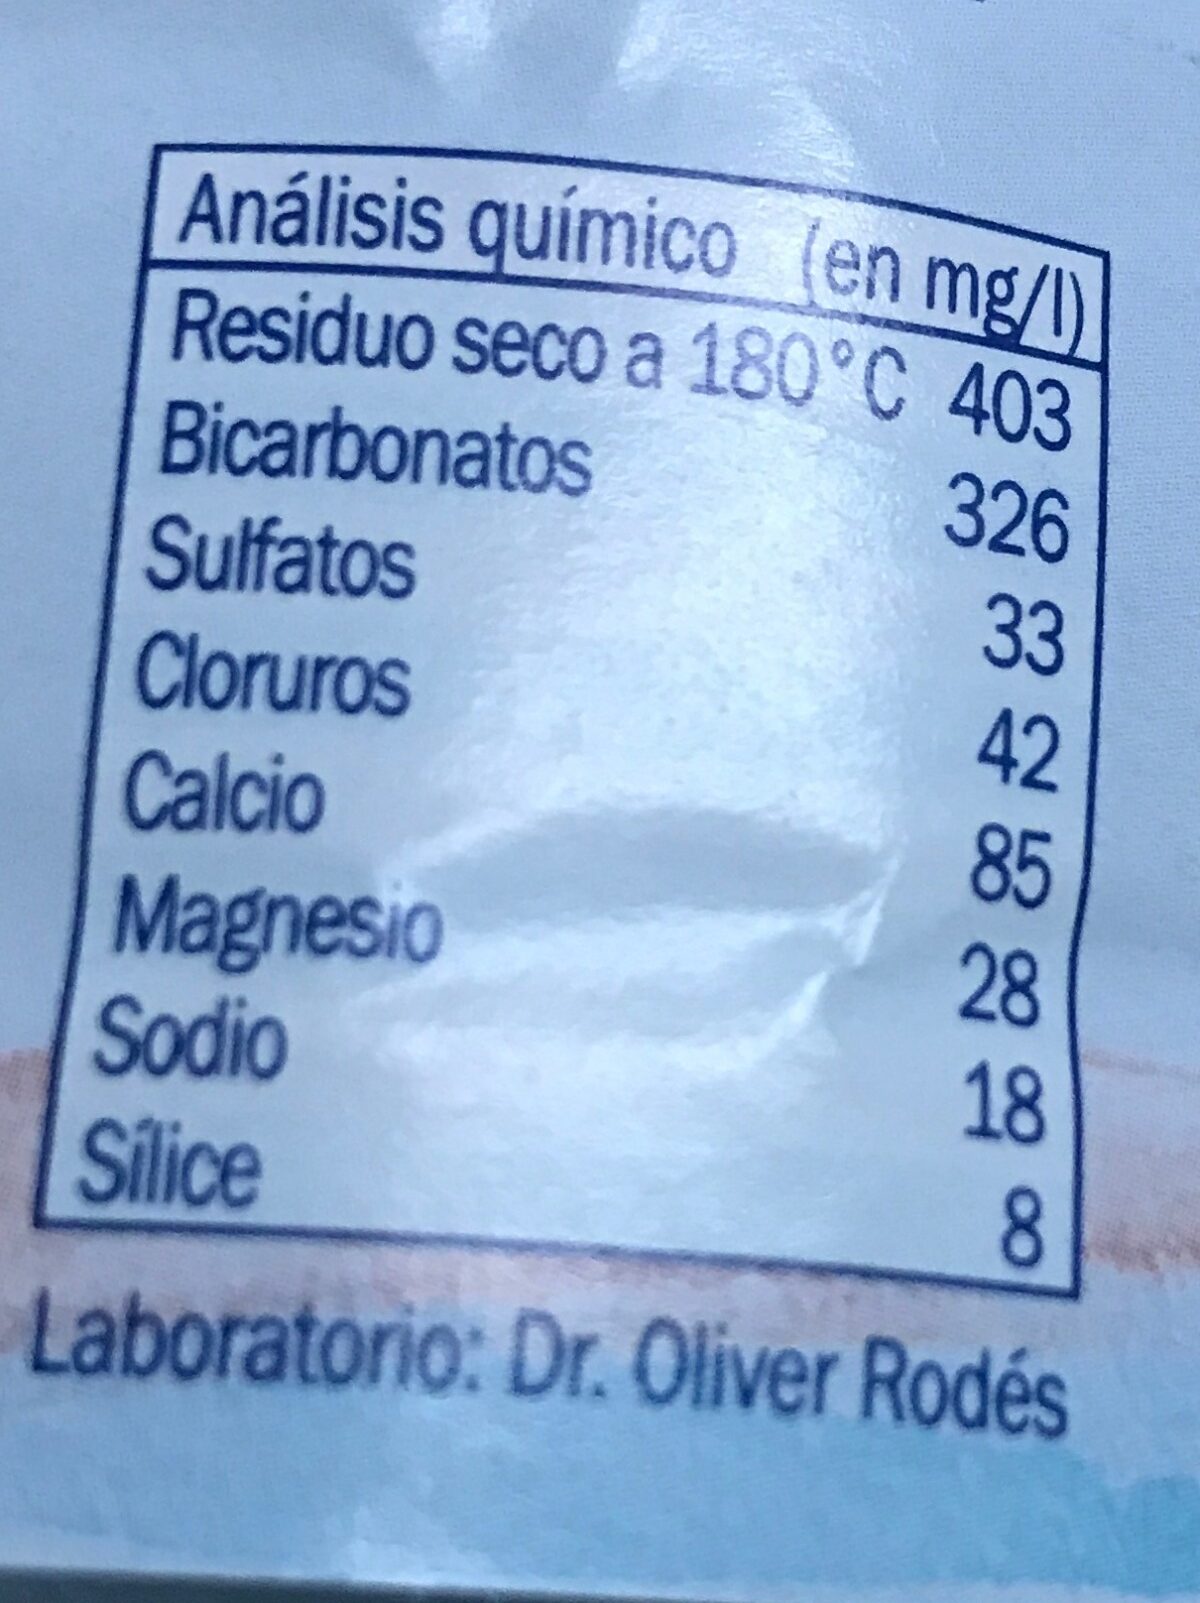 Análisis químico (en mg/l)
Residuo seco a 180°C 403
Bicarbonatos 326
Sulfatos 33
Cloruros 42
Calcio 85
Magnesio 28
Sodio 18
Sílice 8
Laboratorio: Dr. Oliver Rodés